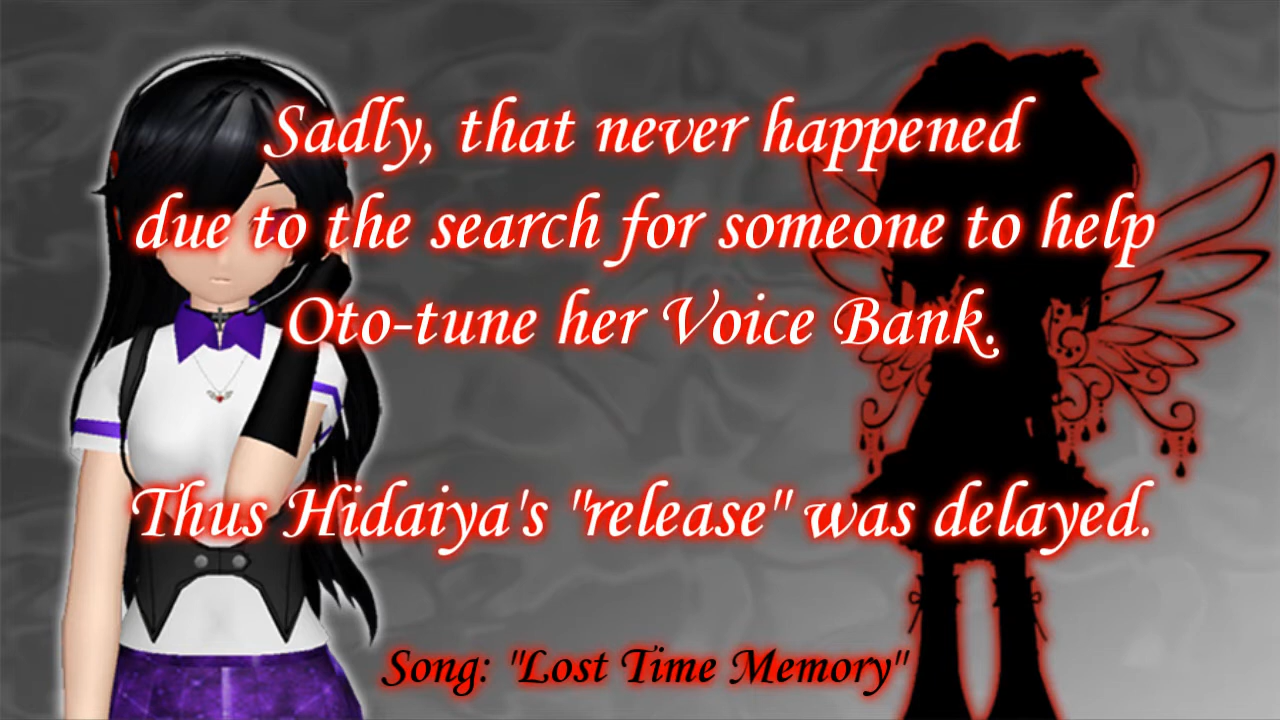 Sadly, that never happened
due to the search for someone to help
Oto-tune her Voice Bank.
Thus Hidaiya's "release" was delayed.
Song: "Lost Time Memory"